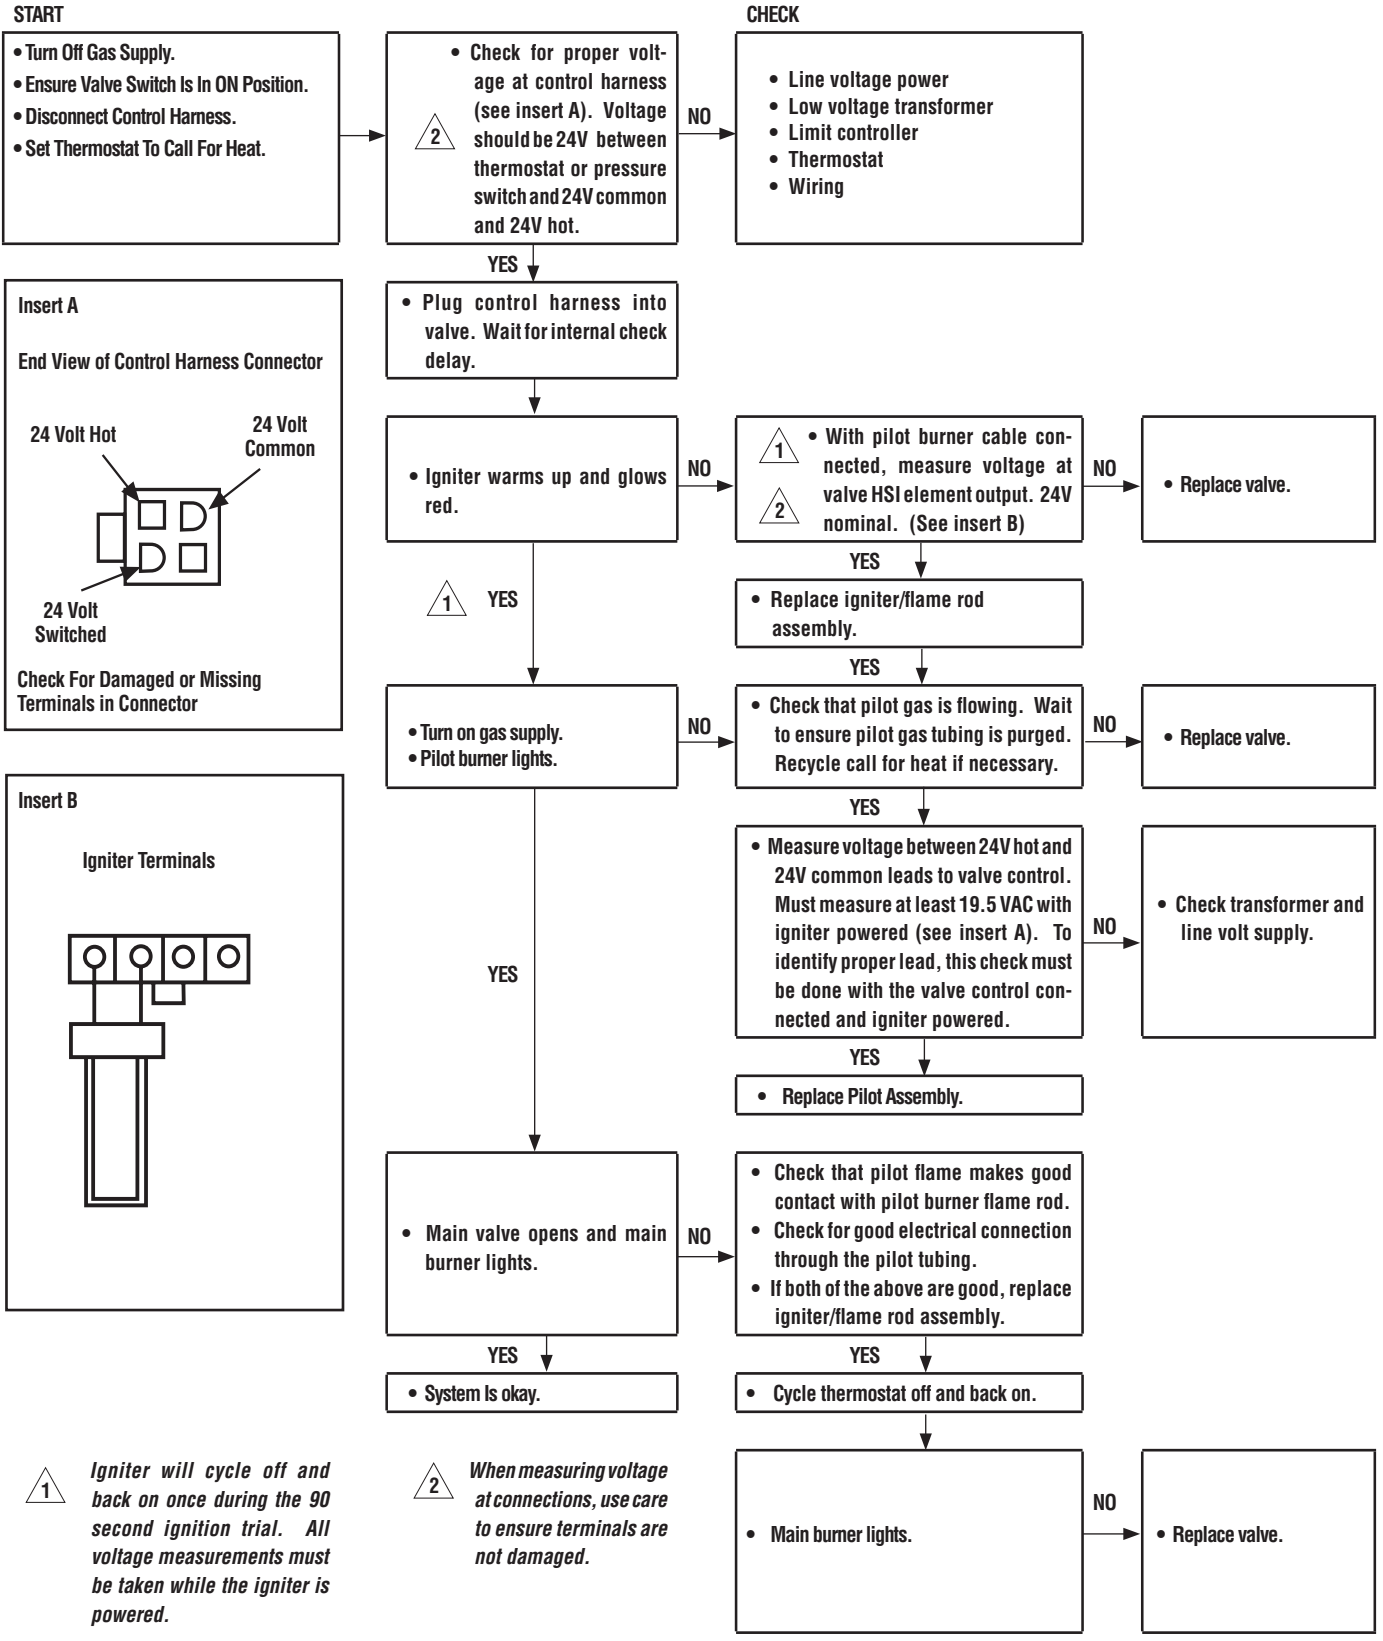 START
• Turn Off Gas Supply.
• Ensure Valve Switch Is In ON Position.
• Disconnect Control Harness.
• Set Thermostat To Call For Heat.
2
• Check for proper volt-
age at control harness
(see insert A). Voltage
should be 24V between
thermostat or pressure
switch and 24V common
and 24V hot.
NO
CHECK
• Line voltage power
• Low voltage transformer
• Limit controller
• Thermostat
• Wiring
YES
• Plug control harness into
valve. Wait for internal check
delay.
Insert A
End View of Control Harness Connector
24 Volt Hot
24 Volt
Common
24 Volt
Switched
Check For Damaged or Missing
Terminals in Connector
• Igniter warms up and glows
red.
NO
1
2
• With pilot burner cable con-
nected, measure voltage at
valve HSI element output. 24V
nominal. (See insert B)
NO
• Replace valve.
YES
• Replace igniter/flame rod
assembly.
1
YES
YES
• Turn on gas supply.
• Pilot burner lights.
NO
• Check that pilot gas is flowing. Wait
to ensure pilot gas tubing is purged.
Recycle call for heat if necessary.
NO
• Replace valve.
YES
• Measure voltage between 24V hot and
24V common leads to valve control.
Must measure at least 19.5 VAC with
igniter powered (see insert A). To
identify proper lead, this check must
be done with the valve control con-
nected and igniter powered.
NO
• Check transformer and
line volt supply.
YES
• Replace Pilot Assembly.
Insert B
Igniter Terminals
YES
• Main valve opens and main
burner lights.
NO
• Check that pilot flame makes good
contact with pilot burner flame rod.
• Check for good electrical connection
through the pilot tubing.
• If both of the above are good, replace
igniter/flame rod assembly.
YES
• System Is okay.
YES
• Cycle thermostat off and back on.
• Main burner lights.
NO
• Replace valve.
1
Igniter will cycle off and
back on once during the 90
second ignition trial. All
voltage measurements must
be taken while the igniter is
powered.
2
When measuring voltage
at connections, use care
to ensure terminals are
not damaged.